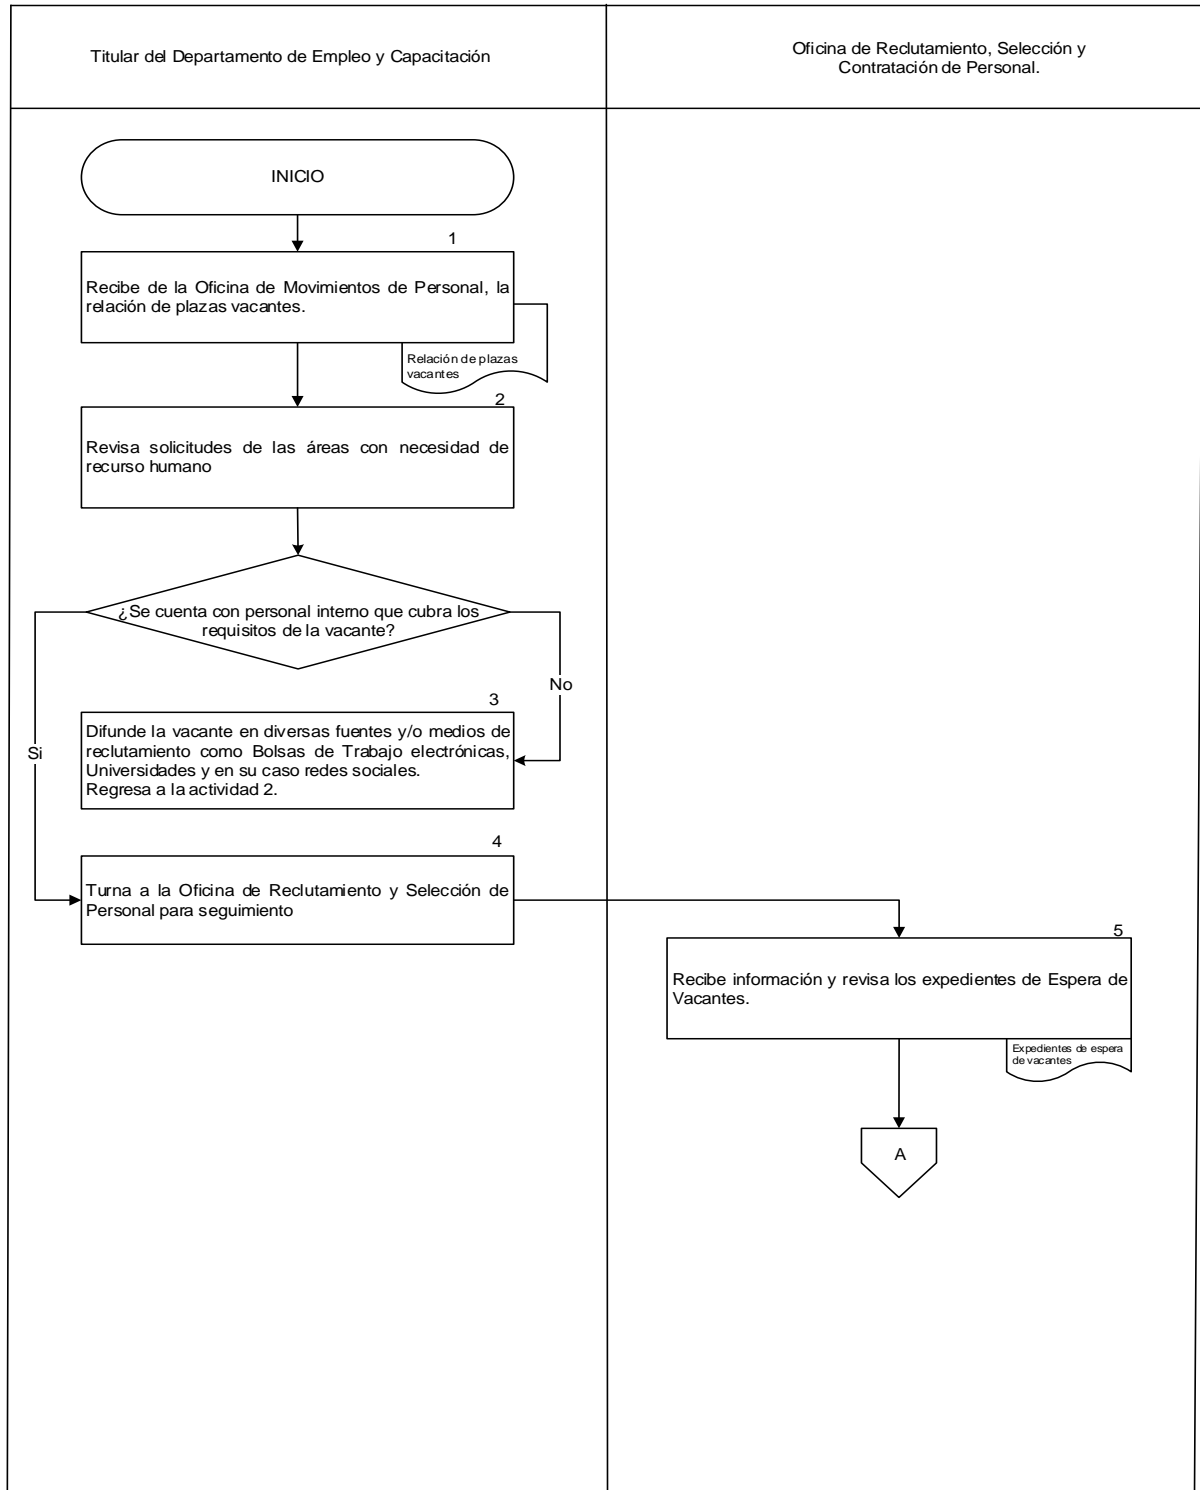 Titular del Departamento de Empleo y Capacitación
Oficina de Reclutamiento, Selección y
Contratación de Personal.
INICIO
1
Recibe de la Oficina de Movimientos de Personal, la
relación de plazas vacantes.
Relación de plazas
vacantes
2
Revisa solicitudes de las áreas con necesidad de
recurso humano
¿Se cuenta con personal interno que cubra los
requisitos de la vacante?
No
Si
3
Difunde la vacante en diversas fuentes y/o medios de
reclutamiento como Bolsas de Trabajo electrónicas,
Universidades y en su caso redes sociales.
Regresa a la actividad 2.
4
Turna a la Oficina de Reclutamiento y Selección de
Personal para seguimiento
5
Recibe información y revisa los expedientes de Espera de
Vacantes.
Expedientes de espera
de vacantes
A